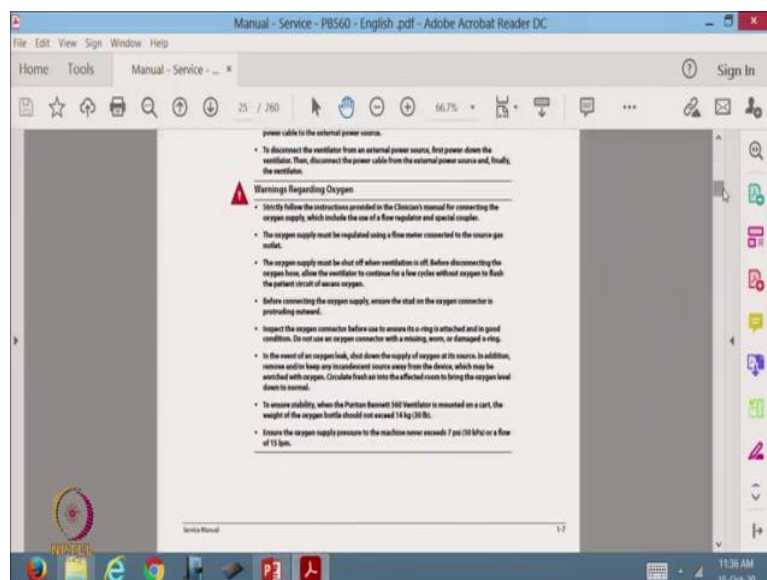 Manual - Service - PB560 - English .pdf - Adobe Acrobat Reader DC
File Edit View Sign Window Help
Home Tools Manual - Service - ... × Sign In
25 / 260 66.7%
power cable to the external power source.
• To disconnect the ventilator from an external power source, first power down the
ventilator. Then, disconnect the power cable from the external power source and, finally,
the ventilator.
Warnings Regarding Oxygen
• Strictly follow the instructions provided in the Clinician's manual for connecting the
oxygen supply, which include the use of a flow regulator and special coupler.
• The oxygen supply must be regulated using a flow meter connected to the source gas
outlet.
• The oxygen supply must be shut off when ventilation is off. Before disconnecting the
oxygen hose, allow the ventilator to continue for a few cycles without oxygen to flush
the patient circuit of excess oxygen.
• Before connecting the oxygen supply, ensure the stud on the oxygen connector is
protruding outward.
• Inspect the oxygen connector before use to ensure its o-ring is attached and in good
condition. Do not use an oxygen connector with a missing, worn, or damaged o-ring.
• In the event of an oxygen leak, shut down the supply of oxygen at its source. In addition,
remove and/or keep any incandescent source away from the device, which may be
enriched with oxygen. Circulate fresh air into the affected room to bring the oxygen level
down to normal.
• To ensure stability, when the Puritan Bennett 560 Ventilator is mounted on a cart, the
weight of the oxygen bottle should not exceed 14 kg (30 lb).
• Ensure the oxygen supply pressure to the machine never exceeds 7 psi (50 kPa) or a flow
of 15 lpm.
Service Manual 1-7
NPTEL
11:36 AM
15-Oct-20